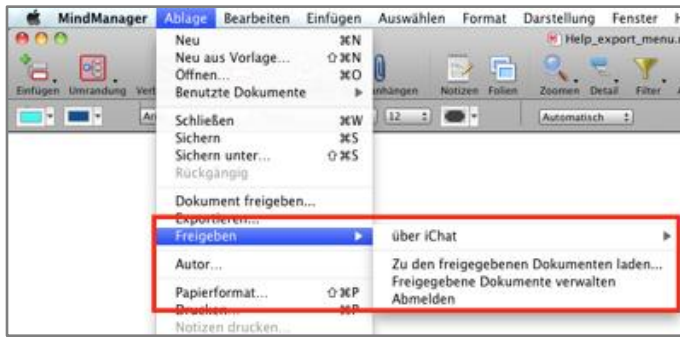 MindManager Ablage Bearbeiten Einfügen Auswählen Format Darstellung Fenster
Help_export_menu.
Einfügen Umrandung nhängen Notizen Folien Zoomen Detail Filter
12 Automatisch
Neu ⌘N
Neu aus Vorlage... ⇧⌘N
Öffnen... ⌘O
Benutzte Dokumente
Schließen ⌘W
Sichern ⌘S
Sichern unter... ⇧⌘S
Rückgängig
Dokument freigeben...
Exportieren...
Freigeben
über iChat
Zu den freigegebenen Dokumenten laden...
Freigegebene Dokumente verwalten
Abmelden
Autor...
Papierformat... ⇧⌘P
Drucken... ⌘P
Notizen drucken...